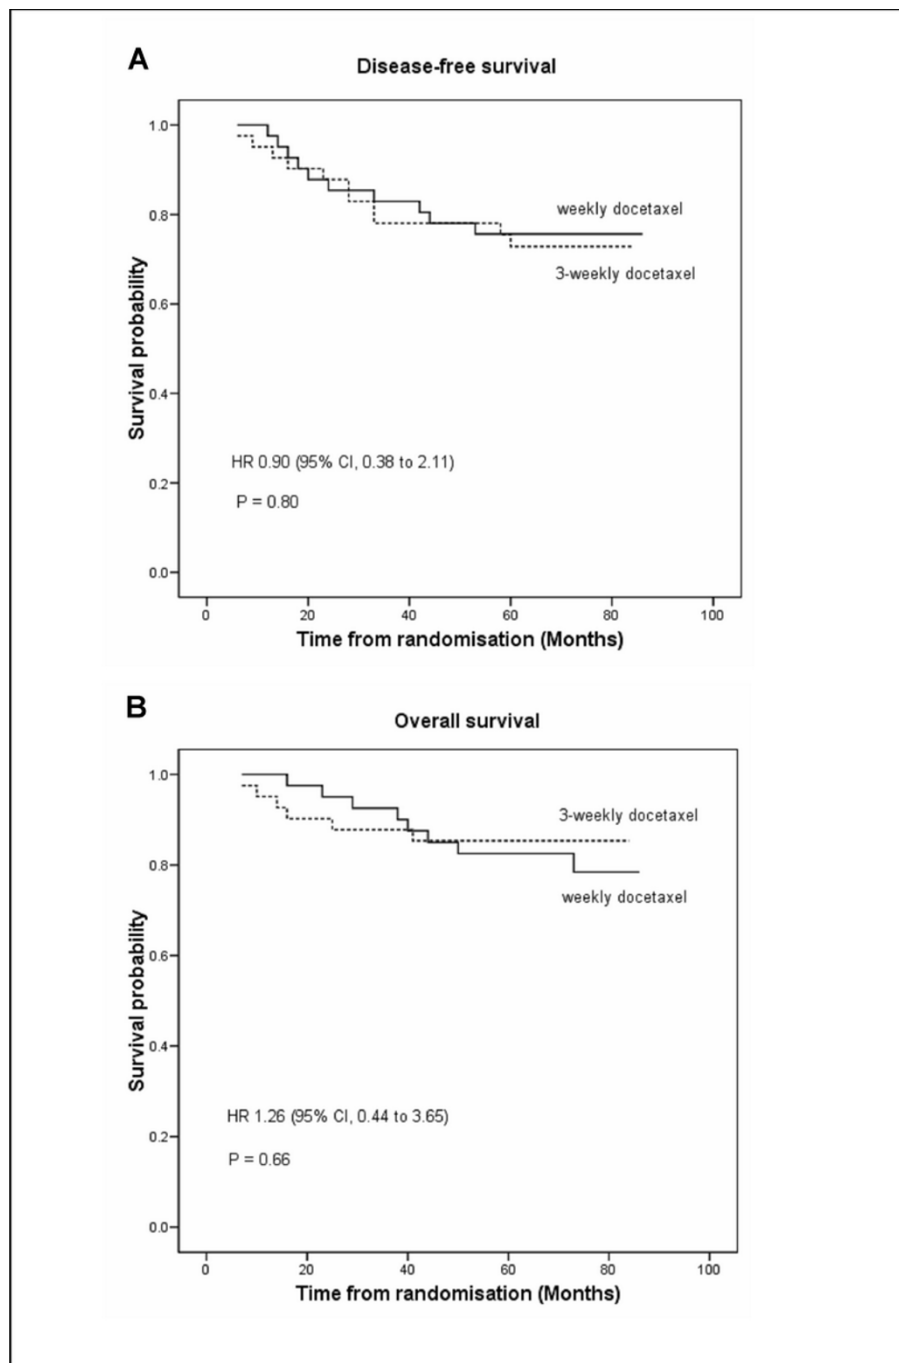 A
Disease-free survival
1.0
0.8
0.6
0.4
0.2
0.0
Survival probability
weekly docetaxel
3-weekly docetaxel
HR 0.90 (95% CI, 0.38 to 2.11)
P = 0.80
0 20 40 60 80 100
Time from randomisation (Months)
B
Overall survival
1.0
0.8
0.6
0.4
0.2
0.0
Survival probability
3-weekly docetaxel
weekly docetaxel
HR 1.26 (95% CI, 0.44 to 3.65)
P = 0.66
0 20 40 60 80 100
Time from randomisation (Months)